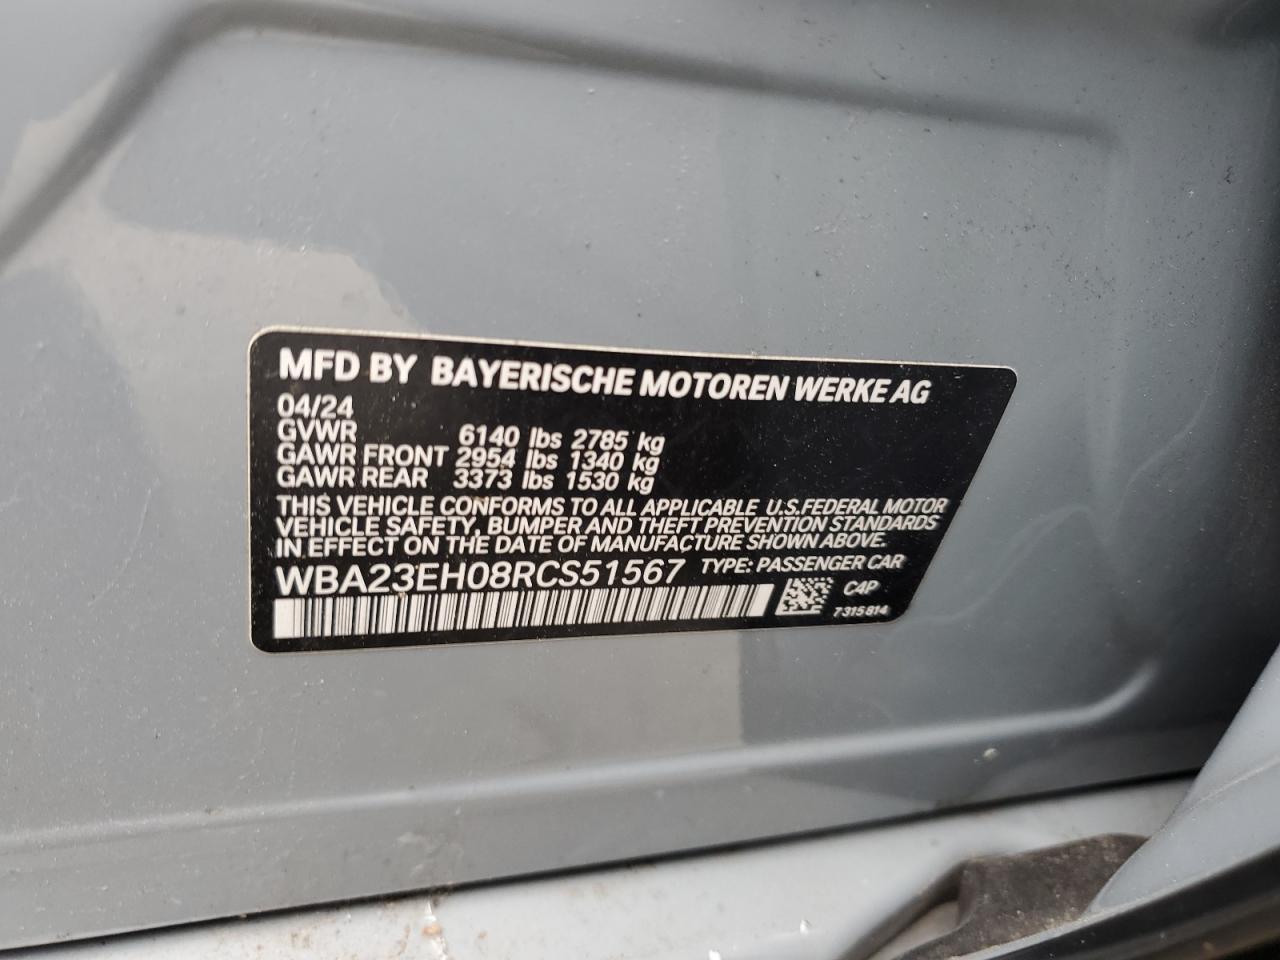 MFD BY BAYERISCHE MOTOREN WERKE AG
04/24
GVWR 6140 lbs 2785 kg
GAWR FRONT 2954 lbs 1340 kg
GAWR REAR 3373 lbs 1530 kg
THIS VEHICLE CONFORMS TO ALL APPLICABLE U.S.FEDERAL MOTOR
VEHICLE SAFETY, BUMPER AND THEFT PREVENTION STANDARDS
IN EFFECT ON THE DATE OF MANUFACTURE SHOWN ABOVE.
WBA23EH08RCS51567 TYPE: PASSENGER CAR
C4P
7315814